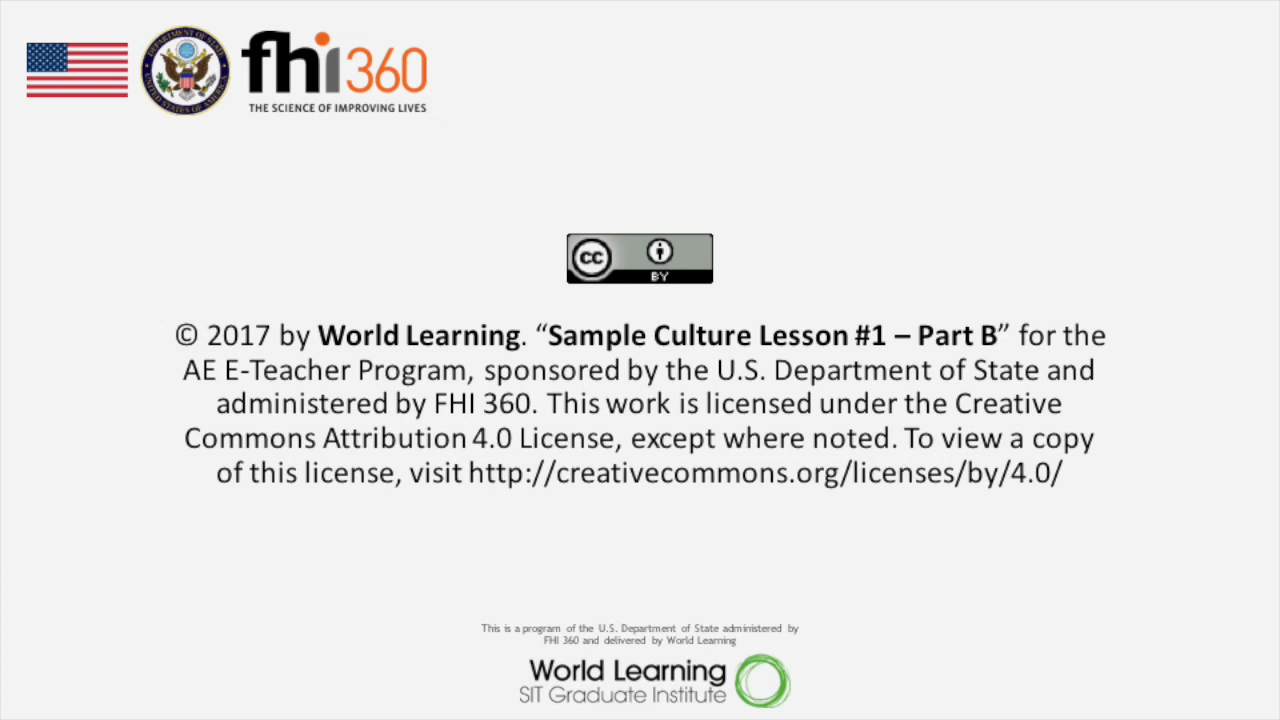 fhi360
THE SCIENCE OF IMPROVING LIVES
cc
BY
© 2017 by World Learning. “Sample Culture Lesson #1 – Part B” for the
AE E-Teacher Program, sponsored by the U.S. Department of State and
administered by FHI 360. This work is licensed under the Creative
Commons Attribution 4.0 License, except where noted. To view a copy
of this license, visit http://creativecommons.org/licenses/by/4.0/
This is a program of the U.S. Department of State administered by
FHI 360 and delivered by World Learning
World Learning
SIT Graduate Institute